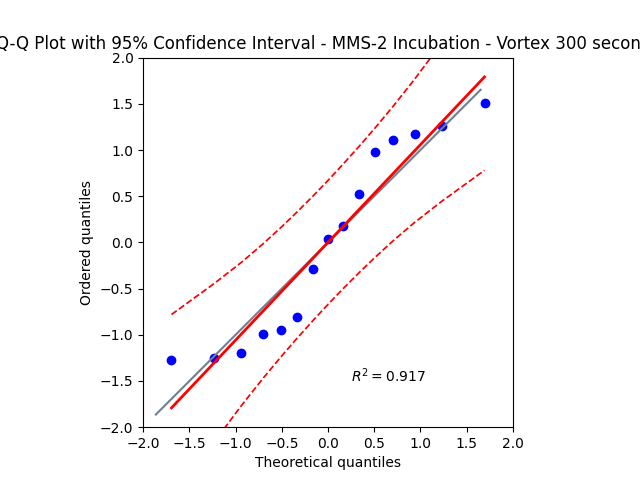 Q-Q Plot with 95% Confidence Interval - MMS-2 Incubation - Vortex 300 secon
2.0
1.5
1.0
0.5
0.0
−0.5
−1.0
−1.5
−2.0
Ordered quantiles
R² = 0.917
−2.0 −1.5 −1.0 −0.5 0.0 0.5 1.0 1.5 2.0
Theoretical quantiles